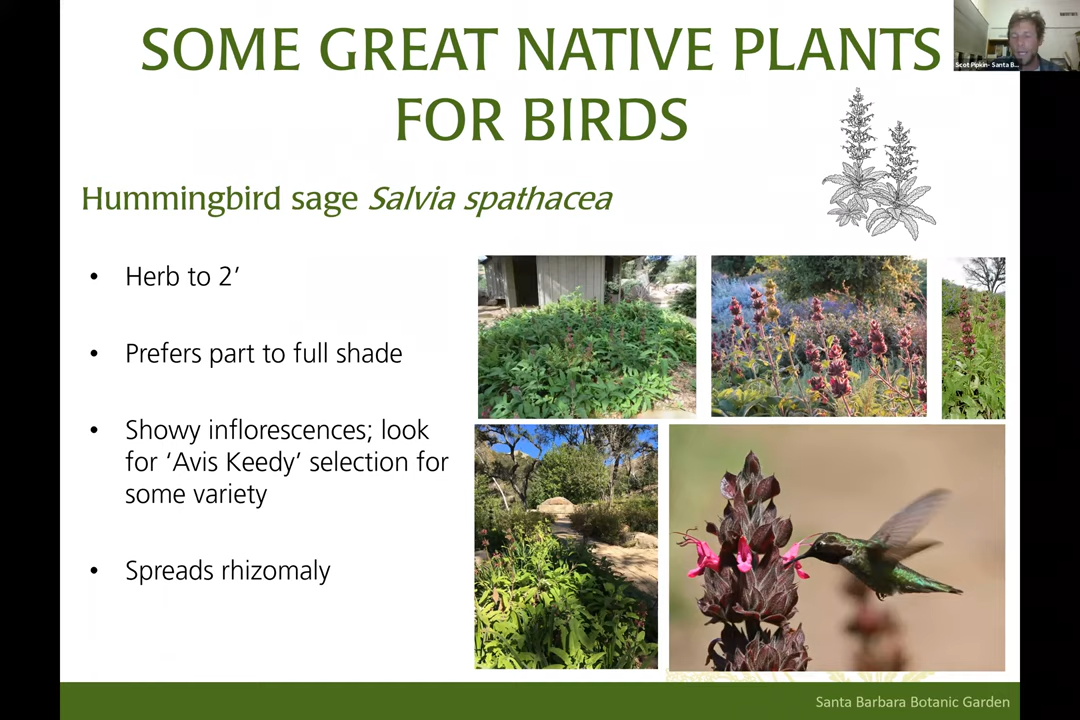 SOME GREAT NATIVE PLANTS
FOR BIRDS
Scot Pipkin- Santa B...
Hummingbird sage Salvia spathacea
• Herb to 2’
• Prefers part to full shade
• Showy inflorescences; look
for ‘Avis Keedy’ selection for
some variety
• Spreads rhizomaly
Santa Barbara Botanic Garden